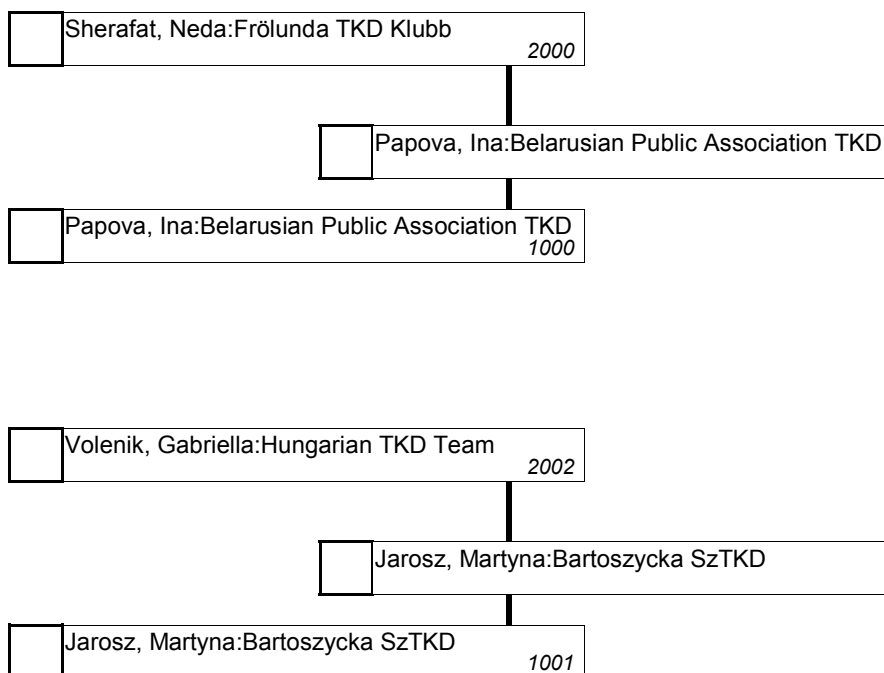 Sherafat, Neda:Frölunda TKD Klubb
2000
Papova, Ina:Belarusian Public Association TKD
Papova, Ina:Belarusian Public Association TKD
1000
Volenik, Gabriella:Hungarian TKD Team
2002
Jarosz, Martyna:Bartoszycka SzTKD
Jarosz, Martyna:Bartoszycka SzTKD
1001